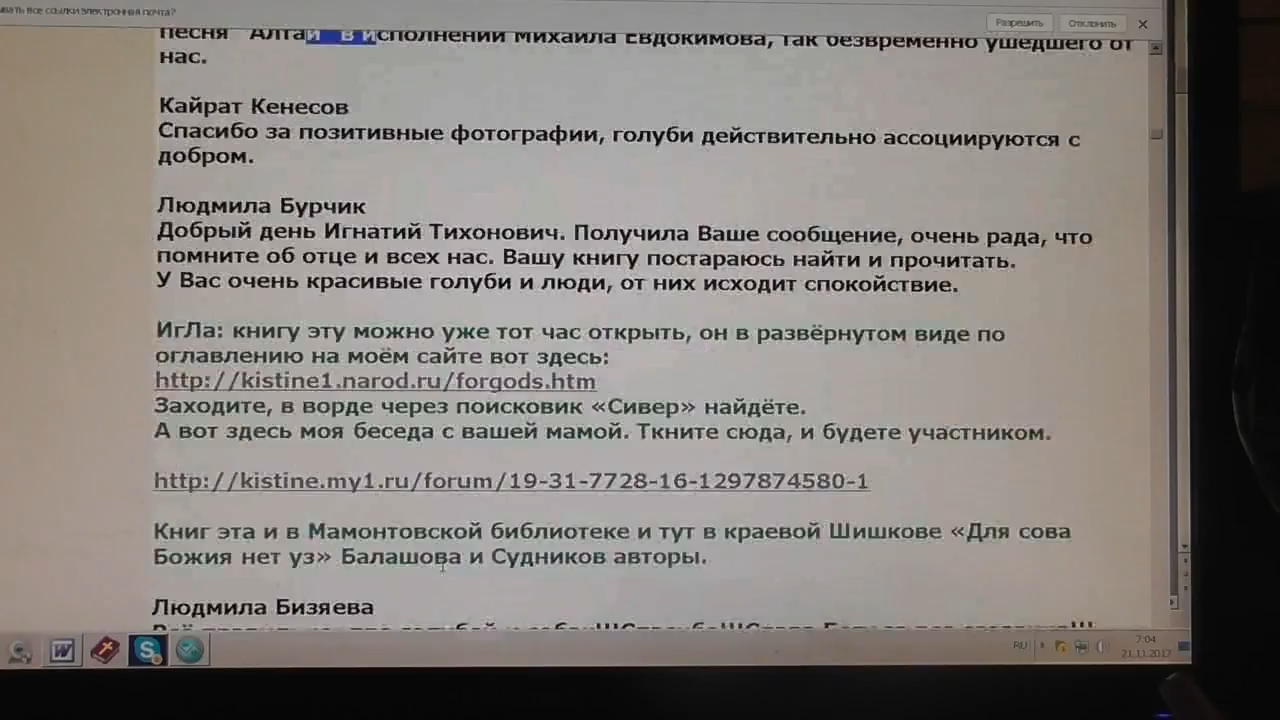 ывать все ссылки электронная почта?
Разрешить
Отклонить
песня "Алтай" в исполнении Михаила Евдокимова, так безвременно ушедшего от
нас.
Кайрат Кенесов
Спасибо за позитивные фотографии, голуби действительно ассоциируются с
добром.
Людмила Бурчик
Добрый день Игнатий Тихонович. Получила Ваше сообщение, очень рада, что
помните об отце и всех нас. Вашу книгу постараюсь найти и прочитать.
У Вас очень красивые голуби и люди, от них исходит спокойствие.
ИгЛа: книгу эту можно уже тот час открыть, он в развёрнутом виде по
оглавлению на моём сайте вот здесь:
http://kistine1.narod.ru/forgods.htm
Заходите, в ворде через поисковик «Сивер» найдёте.
А вот здесь моя беседа с вашей мамой. Ткните сюда, и будете участником.
http://kistine.my1.ru/forum/19-31-7728-16-1297874580-1
Книг эта и в Мамонтовской библиотеке и тут в краевой Шишкове «Для сова
Божия нет уз» Балашова и Судников авторы.
Людмила Бизяева
RU
7:04
21.11.2017